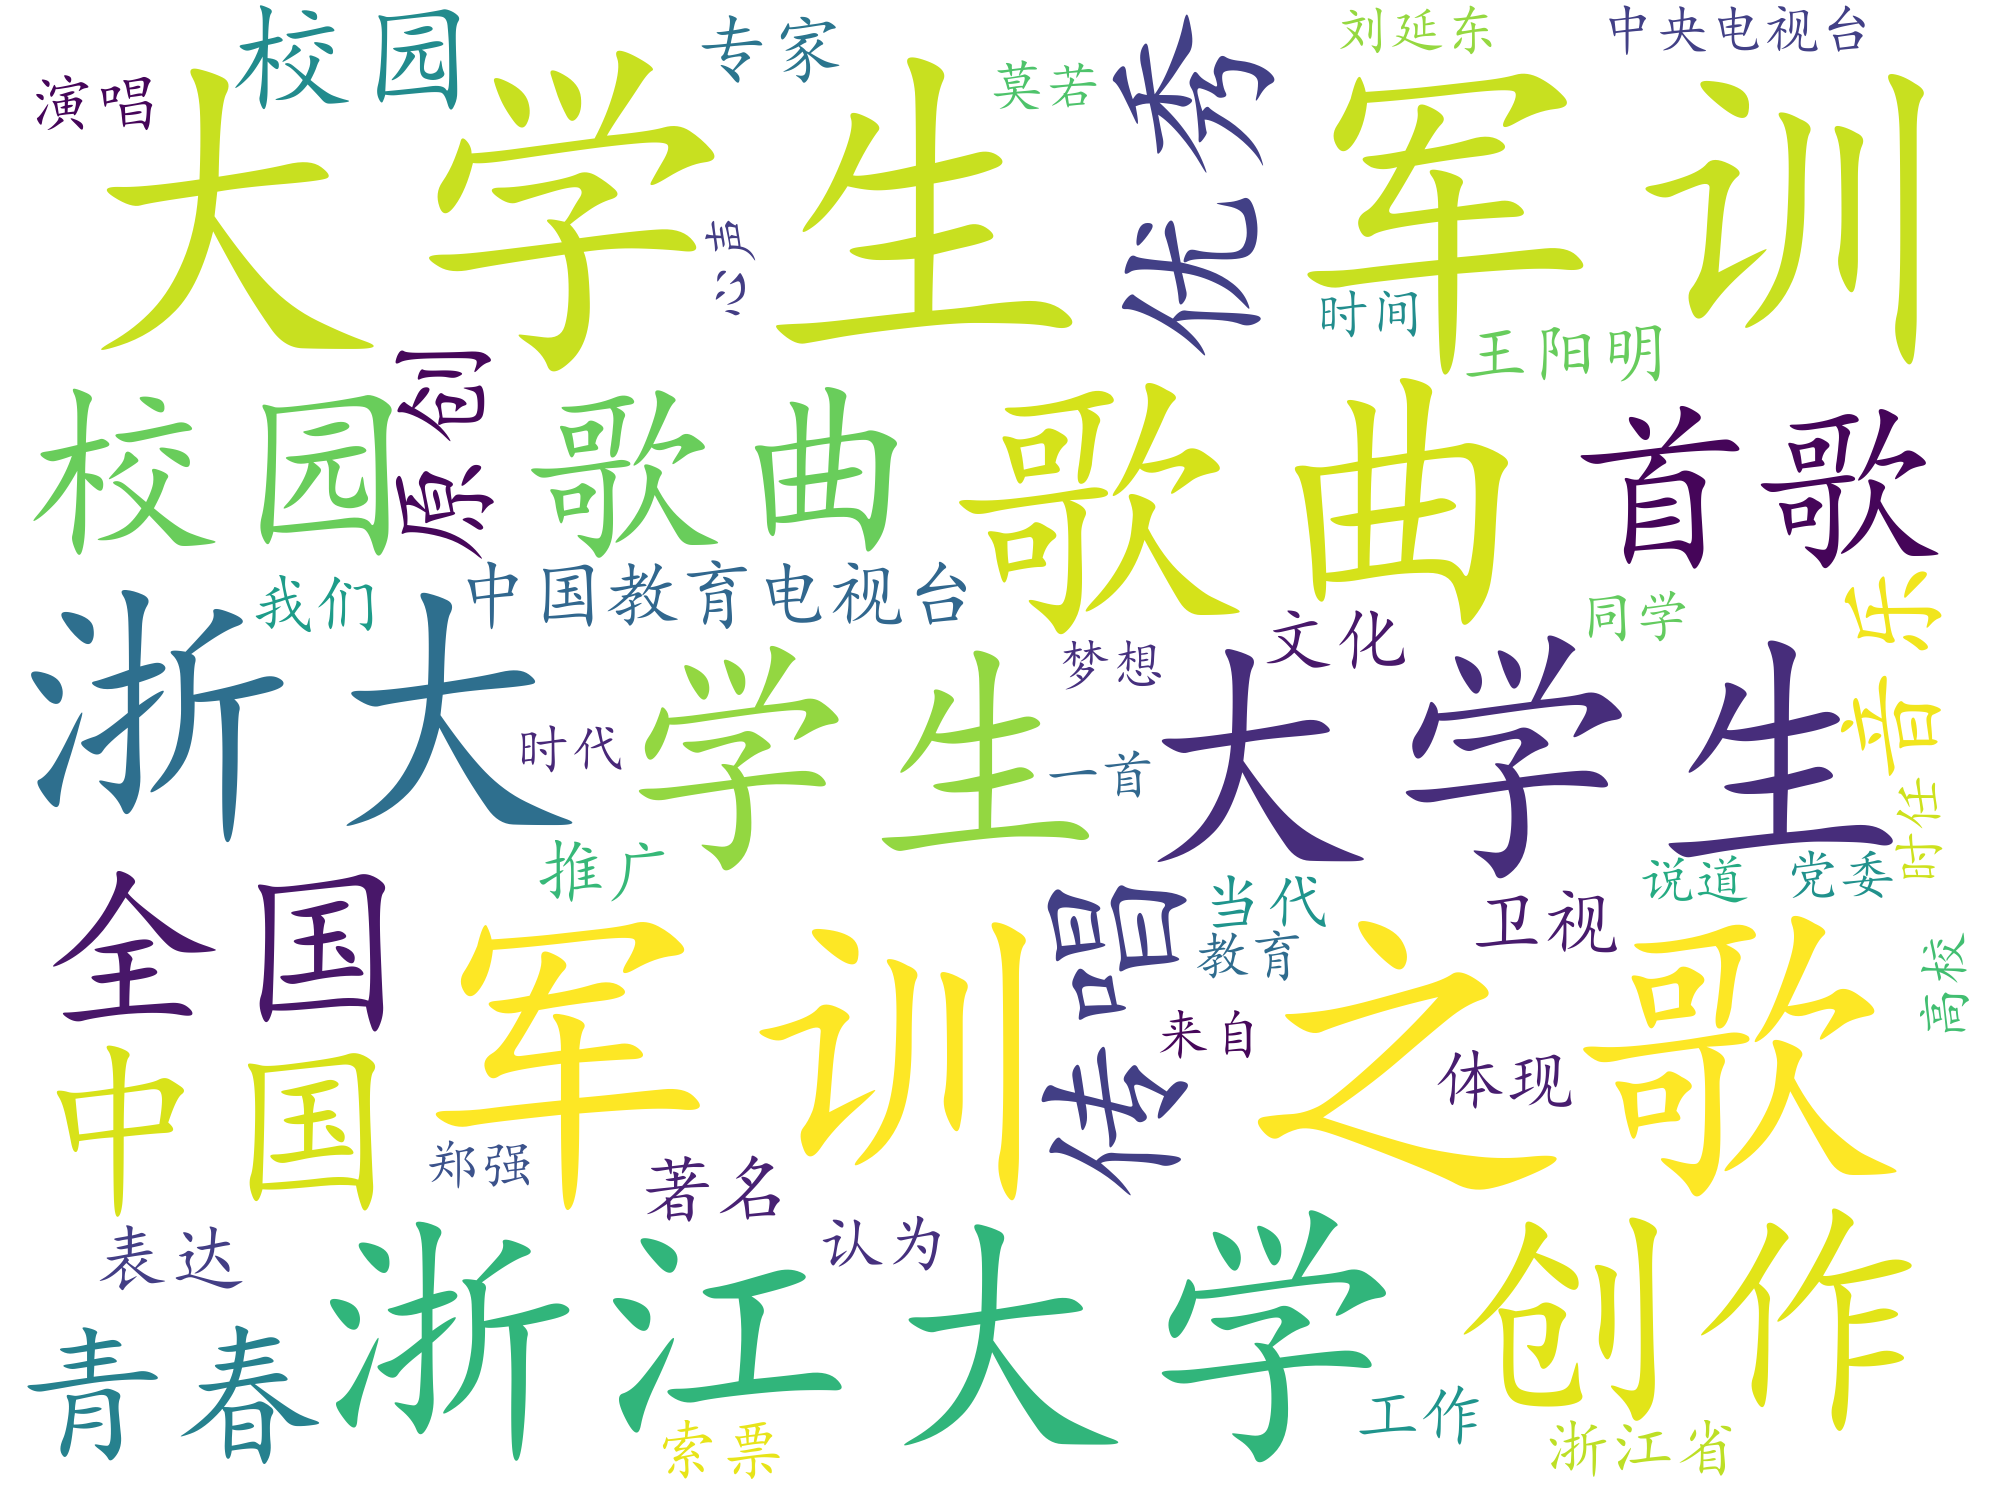 校园
专家
刘延东
中央电视台
演唱
大学生
莫若
优秀
军训
心声
时间
王阳明
原创
校园 歌曲
歌曲
首歌
我们
中国教育电视台
文化
同学
音乐
浙大
学生
梦想
大学生
时代
一首
时任
推广
当代
说道
党委
全国
军训之歌
传唱
教育
卫视
高校
来自
中国
体现
郑强
著名
表达
浙江大学
认为
创作
青春
索票
工作
浙江省